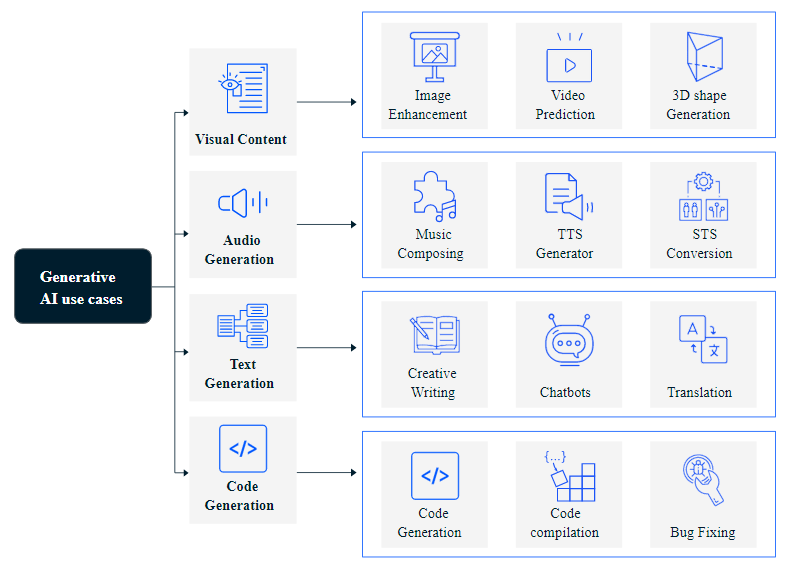 Generative
AI use cases
Visual Content
Image
Enhancement
Video
Prediction
3D shape
Generation
Audio
Generation
Music
Composing
TTS
Generator
STS
Conversion
Text
Generation
Creative
Writing
Chatbots
A
文
Translation
</>
Code
Generation
</>
Code
Generation
{...}
Code
compilation
Bug Fixing